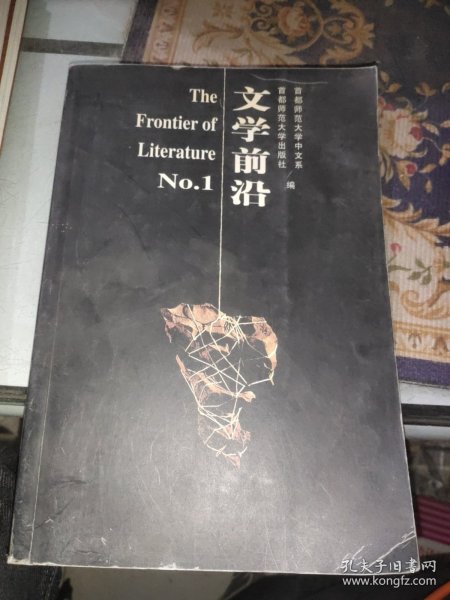 The
Frontier of
Literature
No.1
文学前沿
首都师范大学中文系
首都师范大学出版社
编
孔夫子旧书网
www.kongfz.com